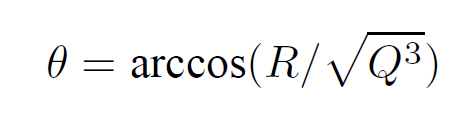 θ = arccos(R/√Q³)